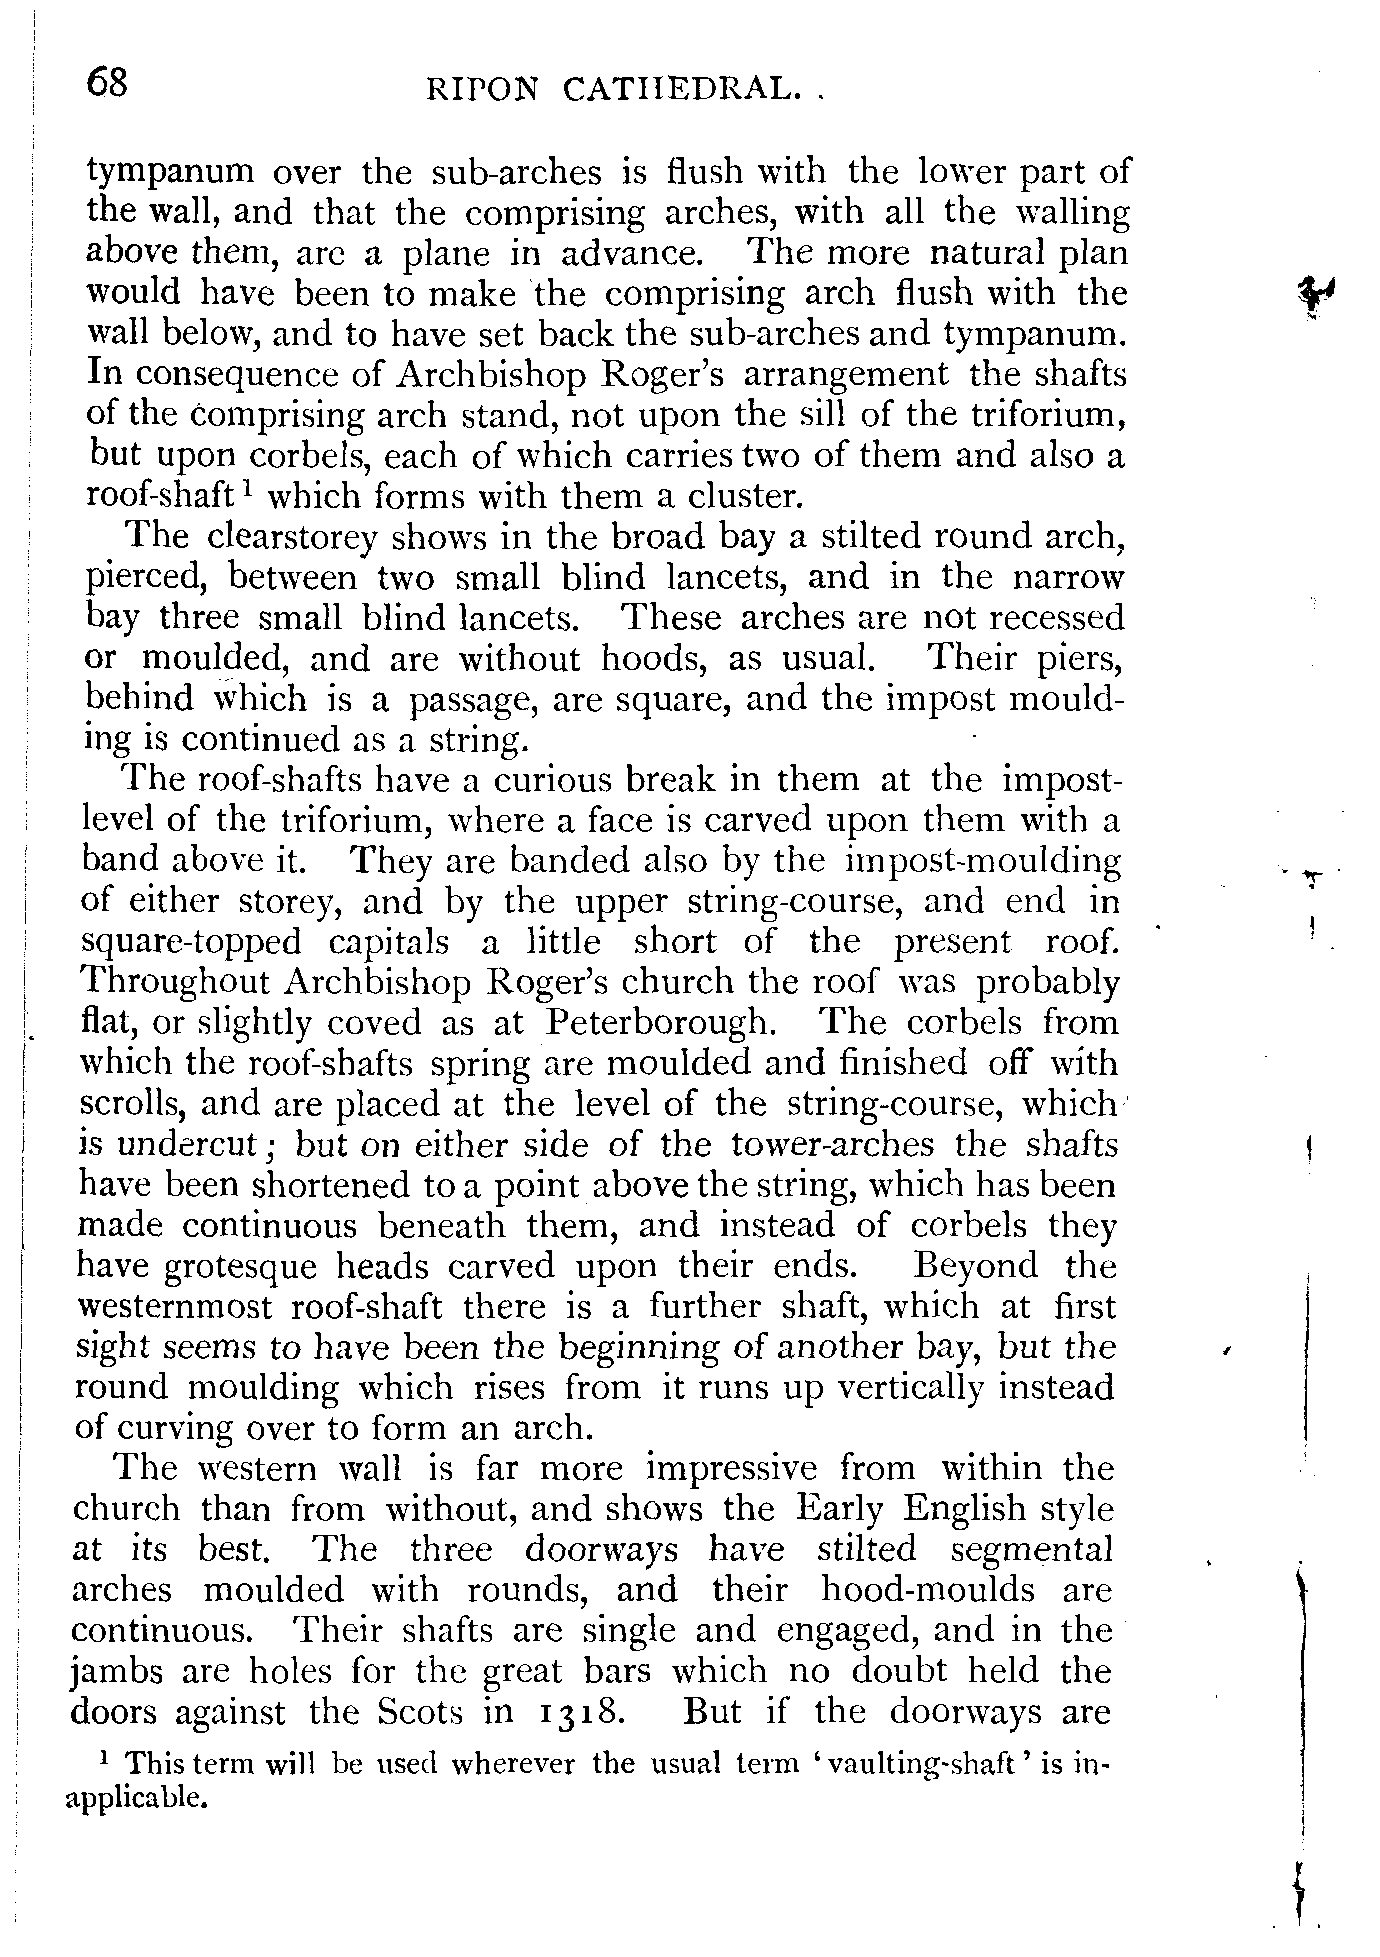 68
RIPON CATHEDRAL.
tympanum over the sub-arches is flush with the lower part of
the wall, and that the comprising arches, with all the walling
above them, are a plane in advance. The more natural plan
would have been to make the comprising arch flush with the
wall below, and to have set back the sub-arches and tympanum.
In consequence of Archbishop Roger's arrangement the shafts
of the comprising arch stand, not upon the sill of the triforium,
but upon corbels, each of which carries two of them and also a
roof-shaft¹ which forms with them a cluster.
The clearstorey shows in the broad bay a stilted round arch,
pierced, between two small blind lancets, and in the narrow
bay three small blind lancets. These arches are not recessed
or moulded, and are without hoods, as usual. Their piers,
behind which is a passage, are square, and the impost mould-
ing is continued as a string.
The roof-shafts have a curious break in them at the impost-
level of the triforium, where a face is carved upon them with a
band above it. They are banded also by the impost-moulding
of either storey, and by the upper string-course, and end in
square-topped capitals a little short of the present roof.
Throughout Archbishop Roger's church the roof was probably
flat, or slightly coved as at Peterborough. The corbels from
which the roof-shafts spring are moulded and finished off with
scrolls, and are placed at the level of the string-course, which
is undercut; but on either side of the tower-arches the shafts
have been shortened to a point above the string, which has been
made continuous beneath them, and instead of corbels they
have grotesque heads carved upon their ends. Beyond the
westernmost roof-shaft there is a further shaft, which at first
sight seems to have been the beginning of another bay, but the
round moulding which rises from it runs up vertically instead
of curving over to form an arch.
The western wall is far more impressive from within the
church than from without, and shows the Early English style
at its best. The three doorways have stilted segmental
arches moulded with rounds, and their hood-moulds are
continuous. Their shafts are single and engaged, and in the
jambs are holes for the great bars which no doubt held the
doors against the Scots in 1318. But if the doorways are
¹ This term will be used wherever the usual term 'vaulting-shaft' is in-
applicable.